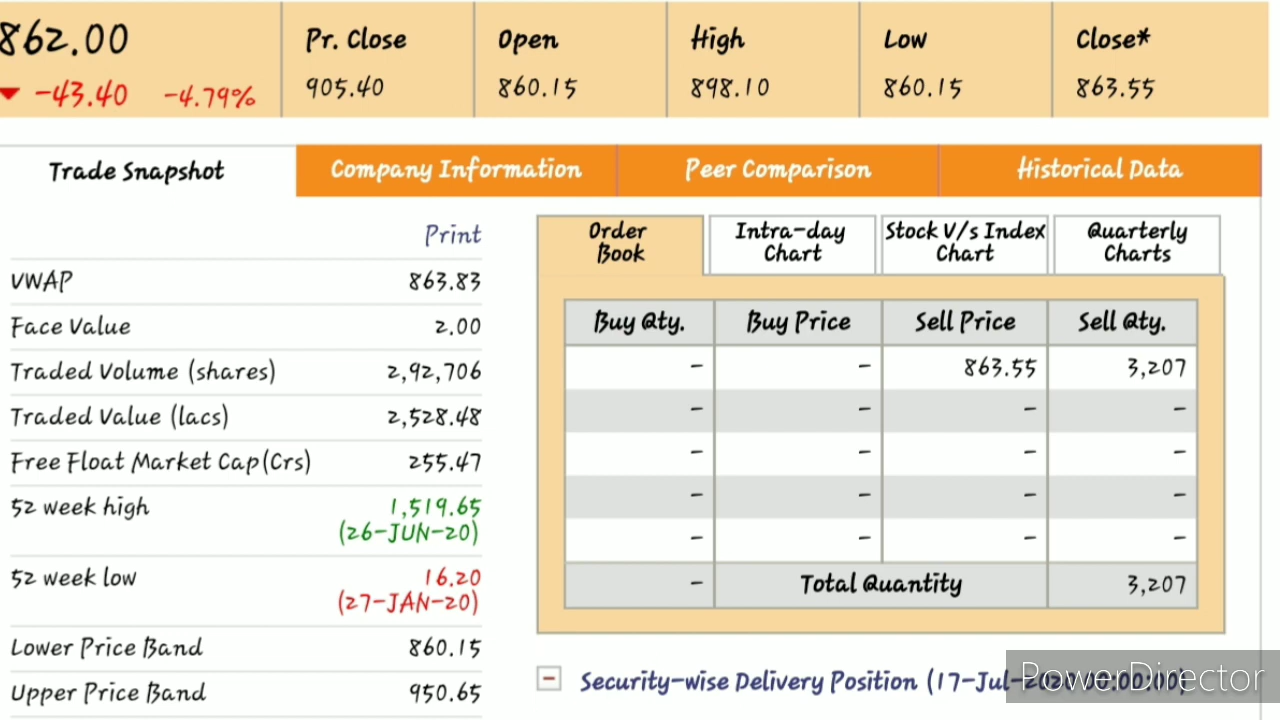 862.00
-43.40 -4.79%
Pr. Close Open High Low Close*
905.40 860.15 898.10 860.15 863.55
Trade Snapshot Company Information Peer Comparison Historical Data
Print
VWAP 863.83
Face Value 2.00
Traded Volume (shares) 2,92,706
Traded Value (lacs) 2,528.48
Free Float Market Cap(Crs) 255.47
52 week high 1,519.65
(26-JUN-20)
52 week low 16.20
(27-JAN-20)
Lower Price Band 860.15
Upper Price Band 950.65
Order Book
Intra-day Chart
Stock V/s Index Chart
Quarterly Charts
Buy Qty. Buy Price Sell Price Sell Qty.
- - 863.55 3,207
- - - -
- - - -
- - - -
- - - -
- Total Quantity 3,207
Security-wise Delivery Position (17-Jul-
PowerDirector